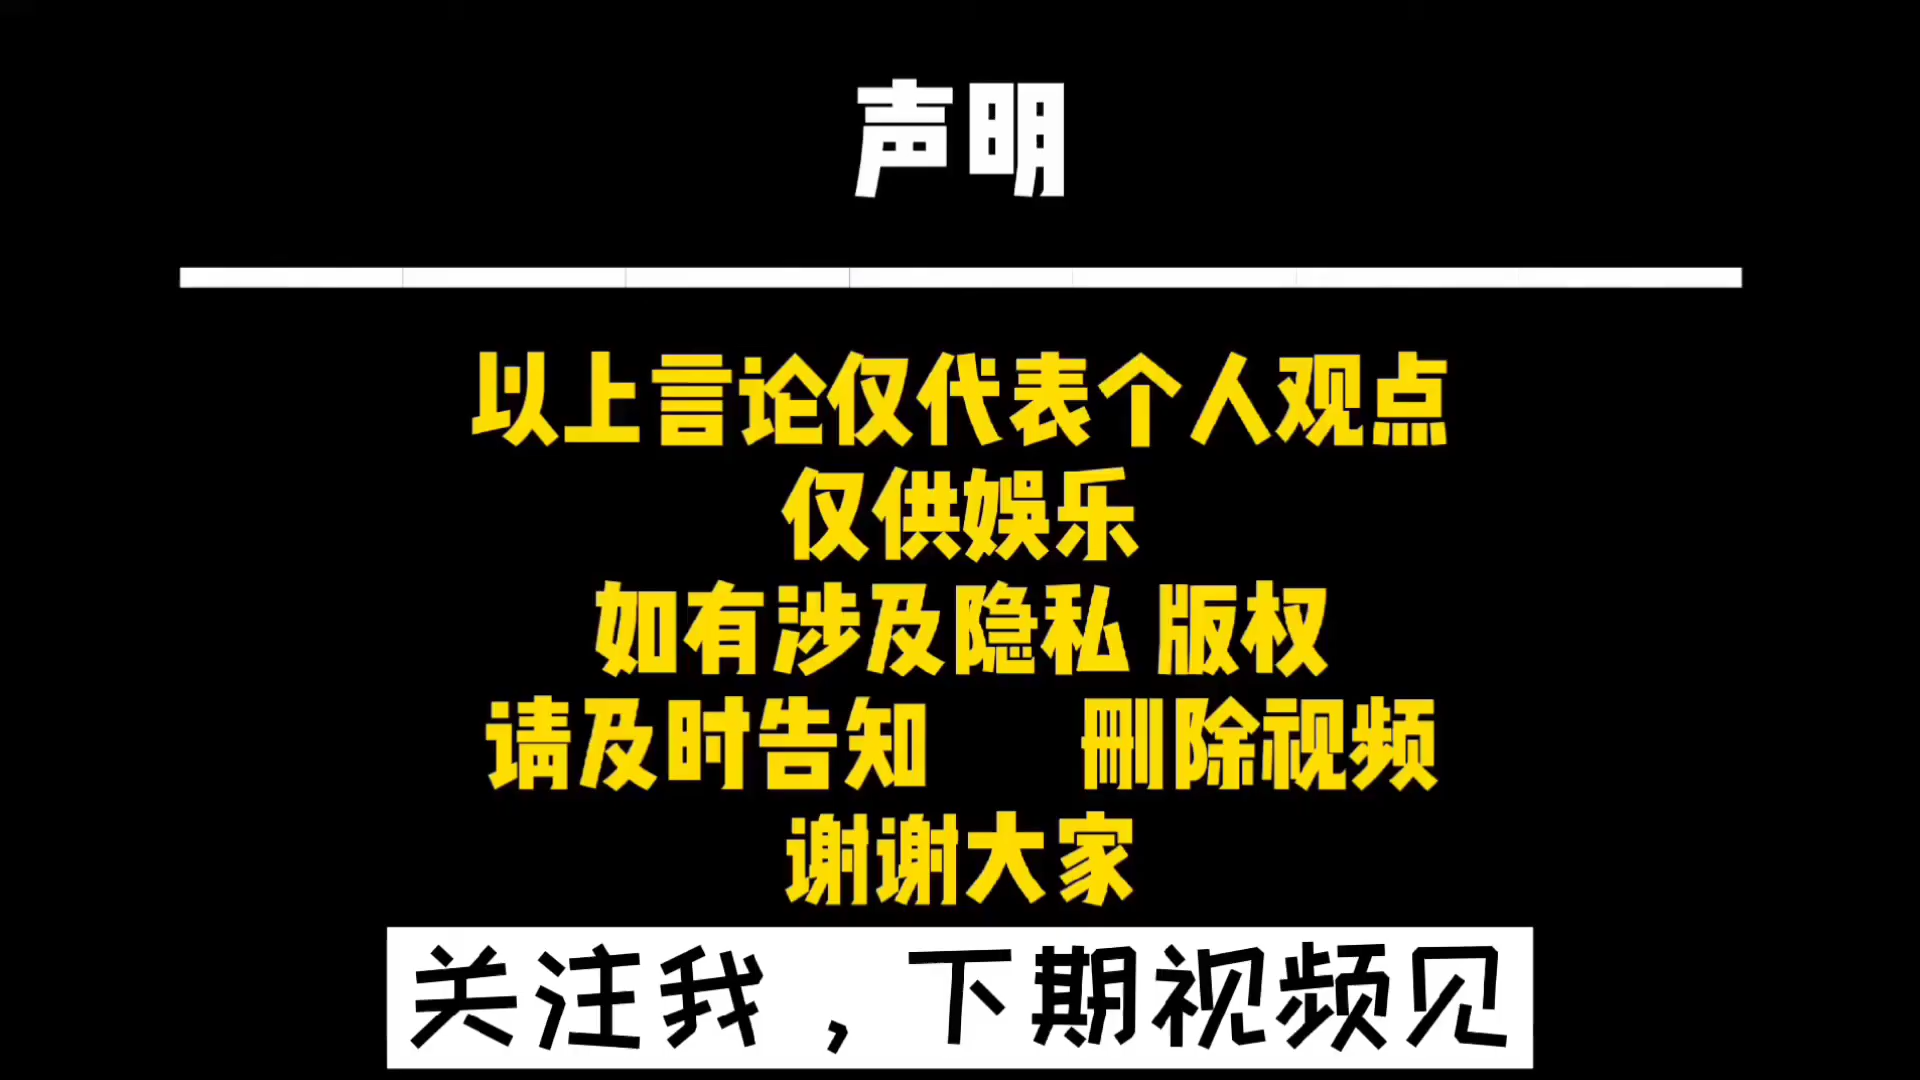 声明
以上言论仅代表个人观点
仅供娱乐
如有涉及隐私 版权
请及时告知 删除视频
谢谢大家
关注我，下期视频见